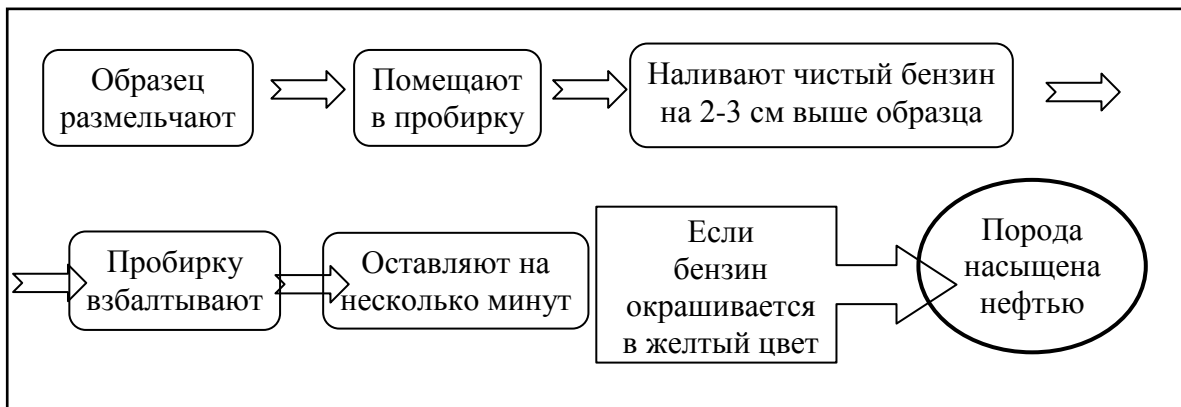 Образец
размельчают
Помещают
в пробирку
Наливают чистый бензин
на 2-3 см выше образца
Пробирку
взбалтывают
Оставляют на
несколько минут
Если
бензин
окрашивается
в желтый цвет
Порода
насыщена
нефтью